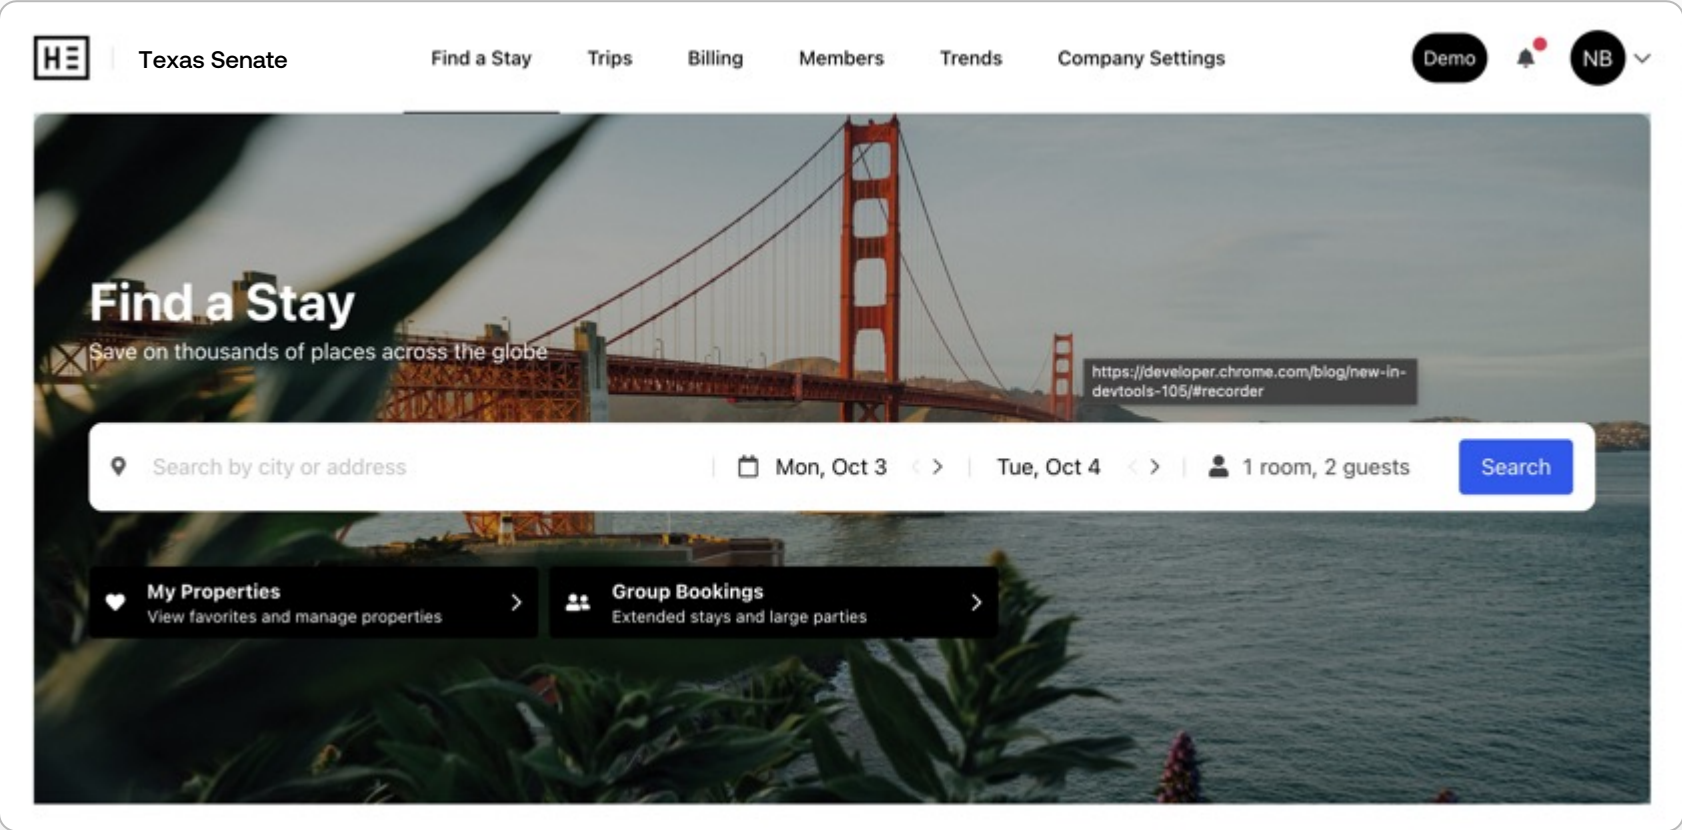 HE
Texas Senate
Find a Stay
Trips
Billing
Members
Trends
Company Settings
Demo
NB
Find a Stay
Save on thousands of places across the globe
https://developer.chrome.com/blog/new-in-
devtools-105/#recorder
Search by city or address
Mon, Oct 3
Tue, Oct 4
1 room, 2 guests
Search
My Properties
View favorites and manage properties
Group Bookings
Extended stays and large parties